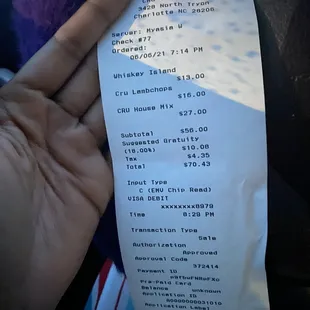 3420 North Tryon
Charlotte NC 28206
Server: Myesia W
Check #77
Ordered:
06/06/21 7:14 PM
Whiskey Island
$13.00
Cru Lambchops
$16.00
CRU House Mix
$27.00
Subtotal $56.00
Suggested Gratuity
(18.00%) $10.08
Tax $4.35
Total $70.43
Input Type
C (EMV Chip Read)
VISA DEBIT
Time 8:28 PM
Transaction Type
Sale
Authorization
Approved
Approval Code
372414
Payment ID
Pre-Paid Card
Balance unknown
Application ID
Application Label